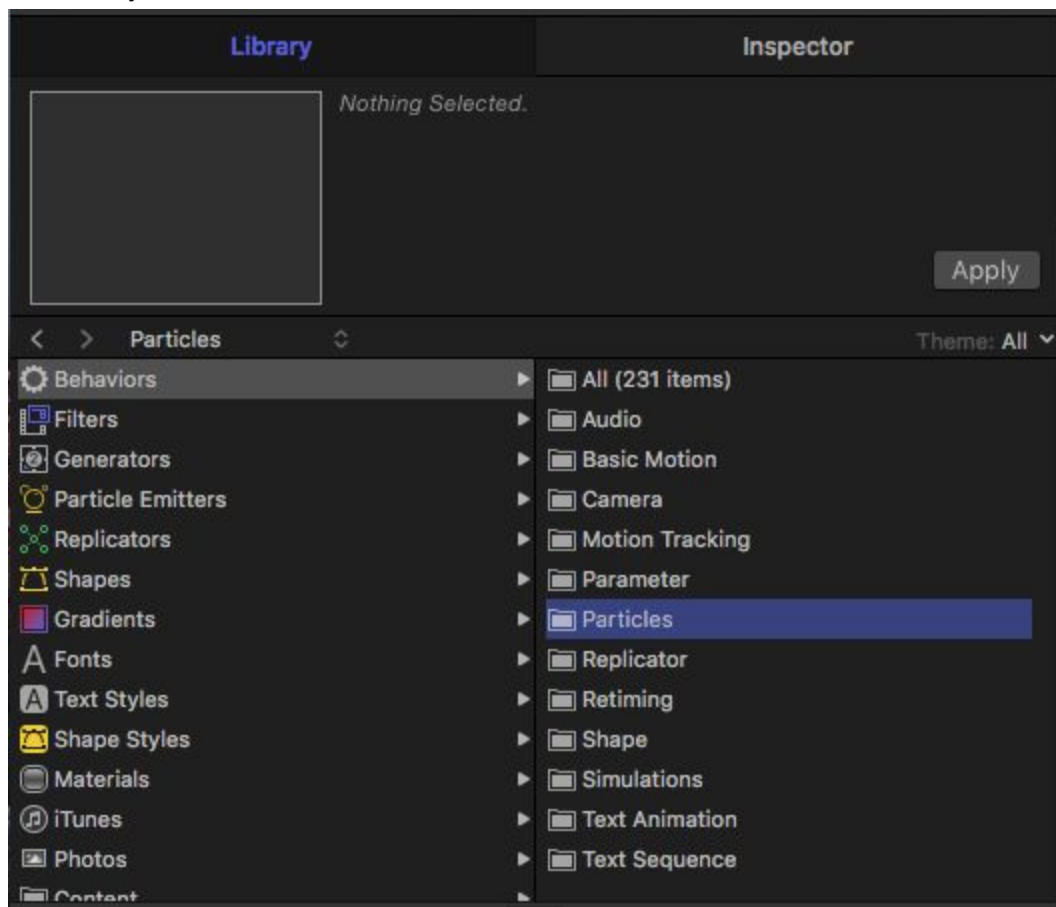 Library
Inspector
Nothing Selected.
Apply
Particles
Theme: All
Behaviors
Filters
Generators
Particle Emitters
Replicators
Shapes
Gradients
Fonts
Text Styles
Shape Styles
Materials
iTunes
Photos
Content
All (231 items)
Audio
Basic Motion
Camera
Motion Tracking
Parameter
Particles
Replicator
Retiming
Shape
Simulations
Text Animation
Text Sequence